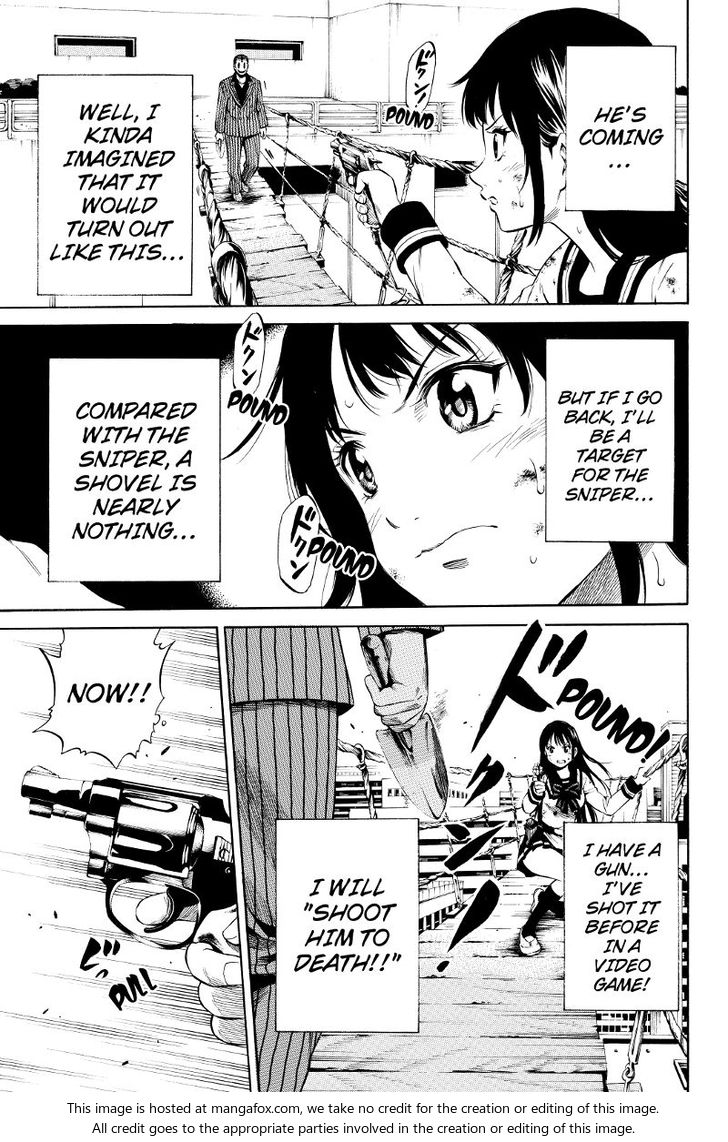 HE'S
COMING
...
ドクン!
POUND
WELL, I
KINDA
IMAGINED
THAT IT
WOULD
TURN OUT
LIKE THIS...
BUT IF I GO
BACK, I'LL
BE A
TARGET
FOR THE
SNIPER...
ドクン
POUND
ドクン
POUND
COMPARED
WITH THE
SNIPER, A
SHOVEL IS
NEARLY
NOTHING...
ドクン
POUND!
I HAVE A
GUN...
I'VE
SHOT IT
BEFORE
IN A
VIDEO
GAME!
I WILL
"SHOOT
HIM TO
DEATH!!"
NOW!!
PULL
This image is hosted at mangafox.com, we take no credit for the creation or editing of this image.
All credit goes to the appropriate parties involved in the creation or editing of this image.